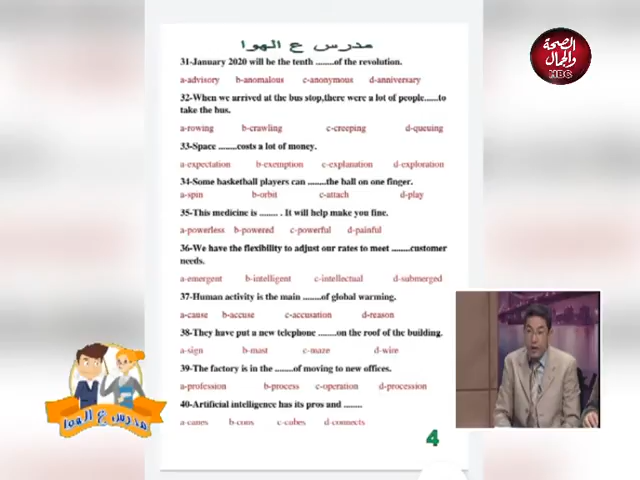 مدرس ع الهوا
31-January 2020 will be the tenth ........of the revolution.
a-advisory b-anomalous c-anonymous d-anniversary
32-When we arrived at the bus stop,there were a lot of people......to
take the bus.
a-rowing b-crawling c-creeping d-queuing
33-Space ........costs a lot of money.
a-expectation b-exemption c-explanation d-exploration
34-Some basketball players can ........the ball on one finger.
a-spin b-orbit c-attach d-play
35-This medicine is ........ . It will help make you fine.
a-powerless b-powered c-powerful d-painful
36-We have the flexibility to adjust our rates to meet ........customer
needs.
a-emergent b-intelligent c-intellectual d-submerged
37-Human activity is the main ........of global warming.
a-cause b-accuse c-accusation d-reason
38-They have put a new telephone ........on the roof of the building.
a-sign b-mast c-maze d-wire
39-The factory is in the ........of moving to new offices.
a-profession b-process c-operation d-procession
40-Artificial intelligence has its pros and ........
a-canes b-cons c-cubes d-connects
4
الصحة
والجمال
HBC
مدرس ع الهوا